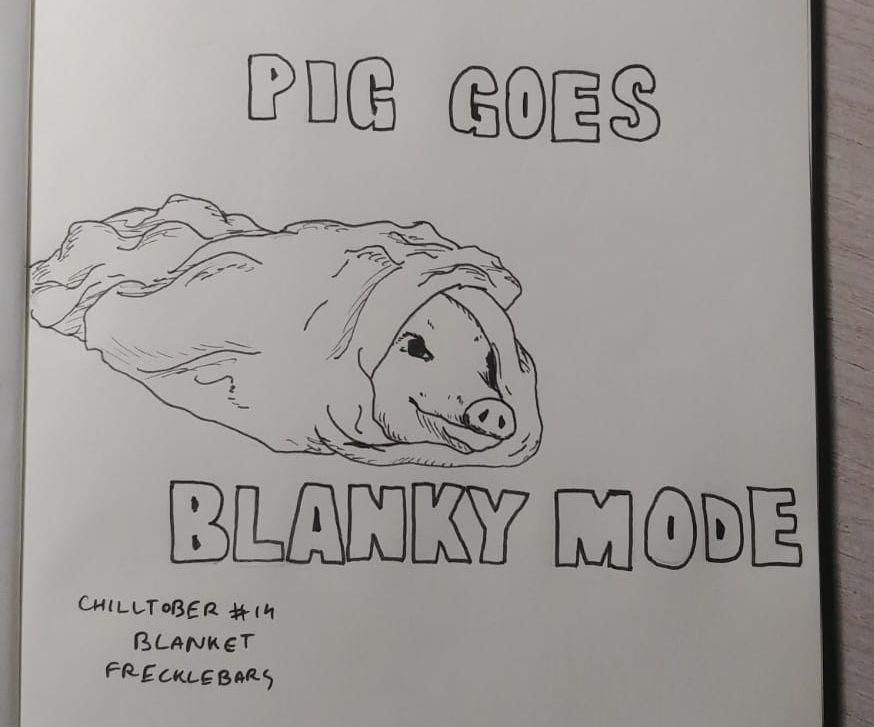 PIG GOES
BLANKY MODE
CHILLTOBER #14
BLANKET
FRECKLEBARS